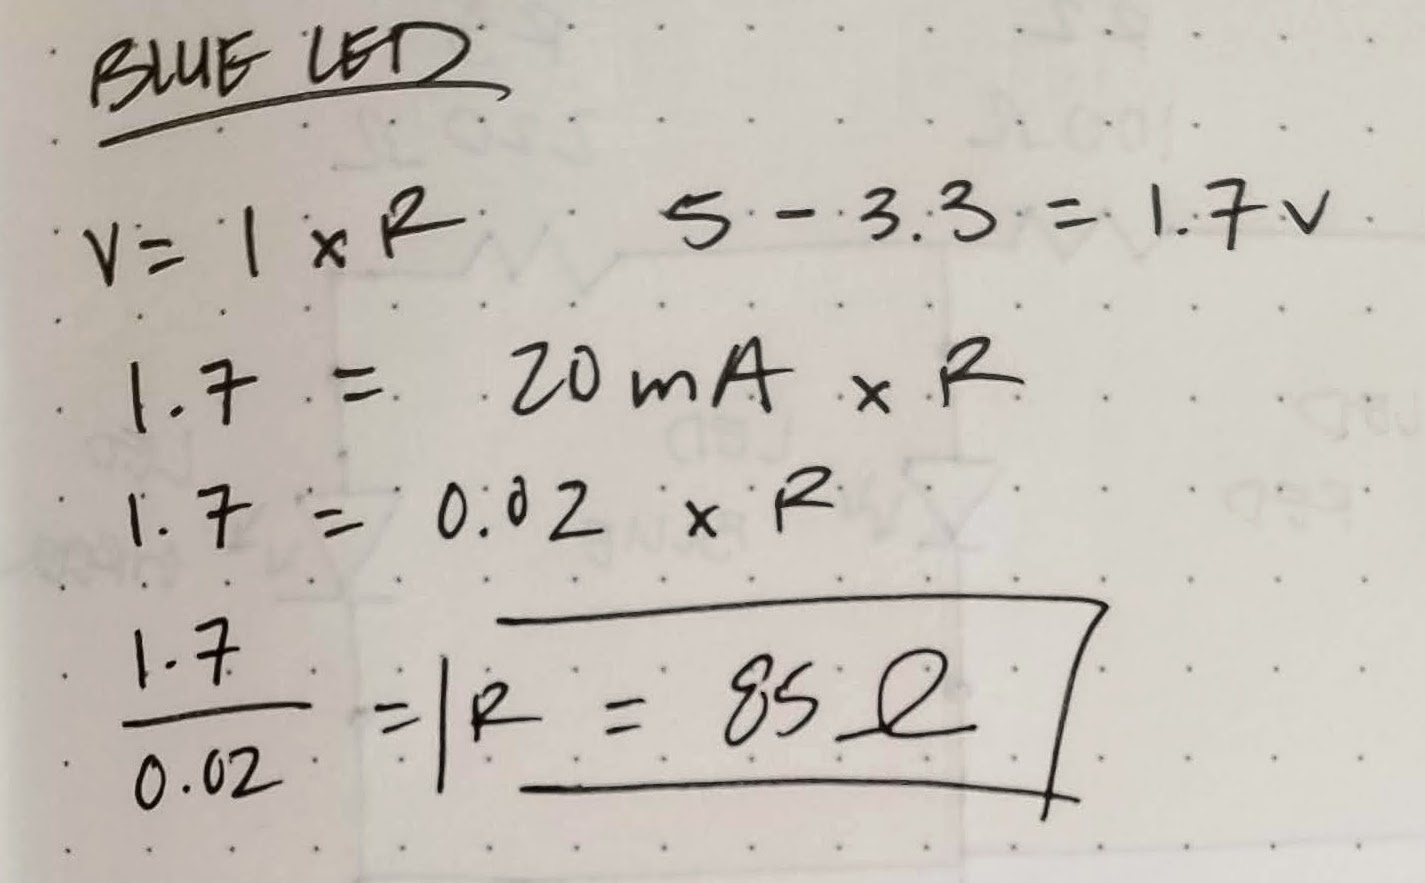 BLUE LED
V = I x R    5 - 3.3 = 1.7v
1.7 = 20 mA x R
1.7 = 0.02 x R
1.7
0.02
= R = 85 Ω